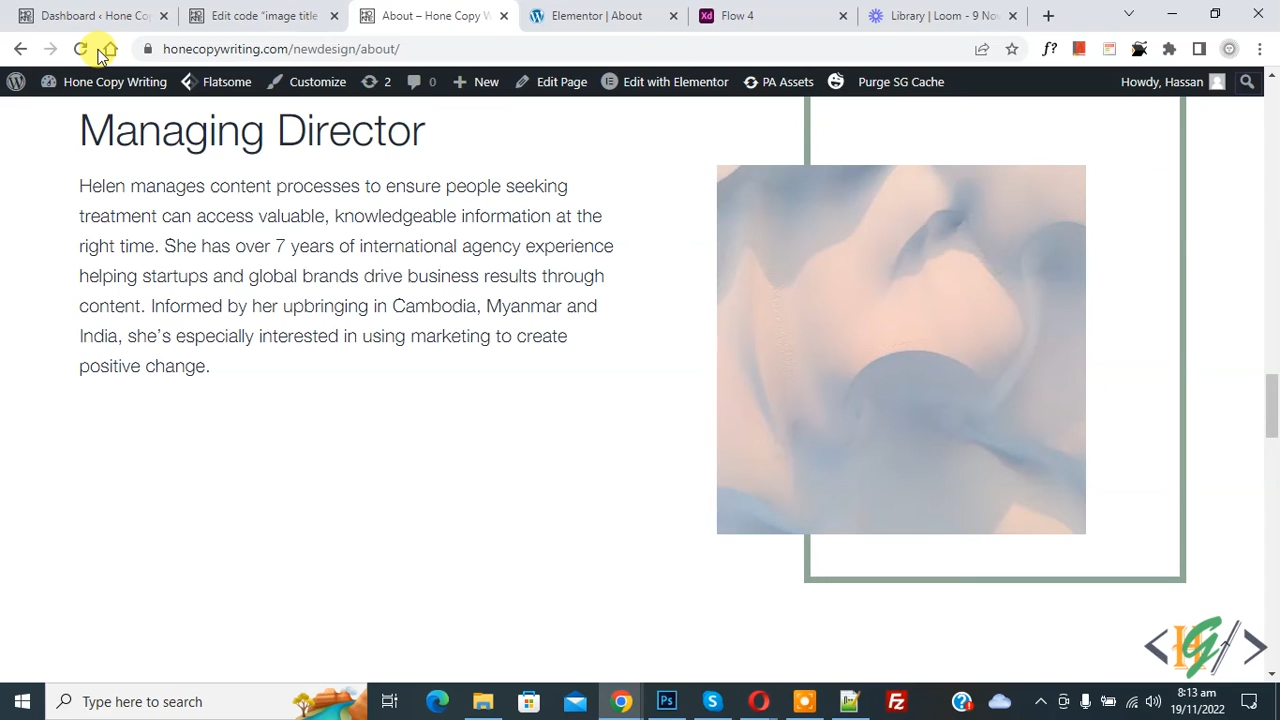 Dashboard ‹ Hone Co
Edit code “image title
About – Hone Copy W
Elementor | About
Xd
Flow 4
Library | Loom - 9 Nov
honecopywriting.com/newdesign/about/
f?
Hone Copy Writing
Flatsome
Customize
2
0
New
Edit Page
Edit with Elementor
PA Assets
Purge SG Cache
Howdy, Hassan
Managing Director
Helen manages content processes to ensure people seeking
treatment can access valuable, knowledgeable information at the
right time. She has over 7 years of international agency experience
helping startups and global brands drive business results through
content. Informed by her upbringing in Cambodia, Myanmar and
India, she’s especially interested in using marketing to create
positive change.
< H G / >
Type here to search
Ps
S
Fz
8:13 am
19/11/2022